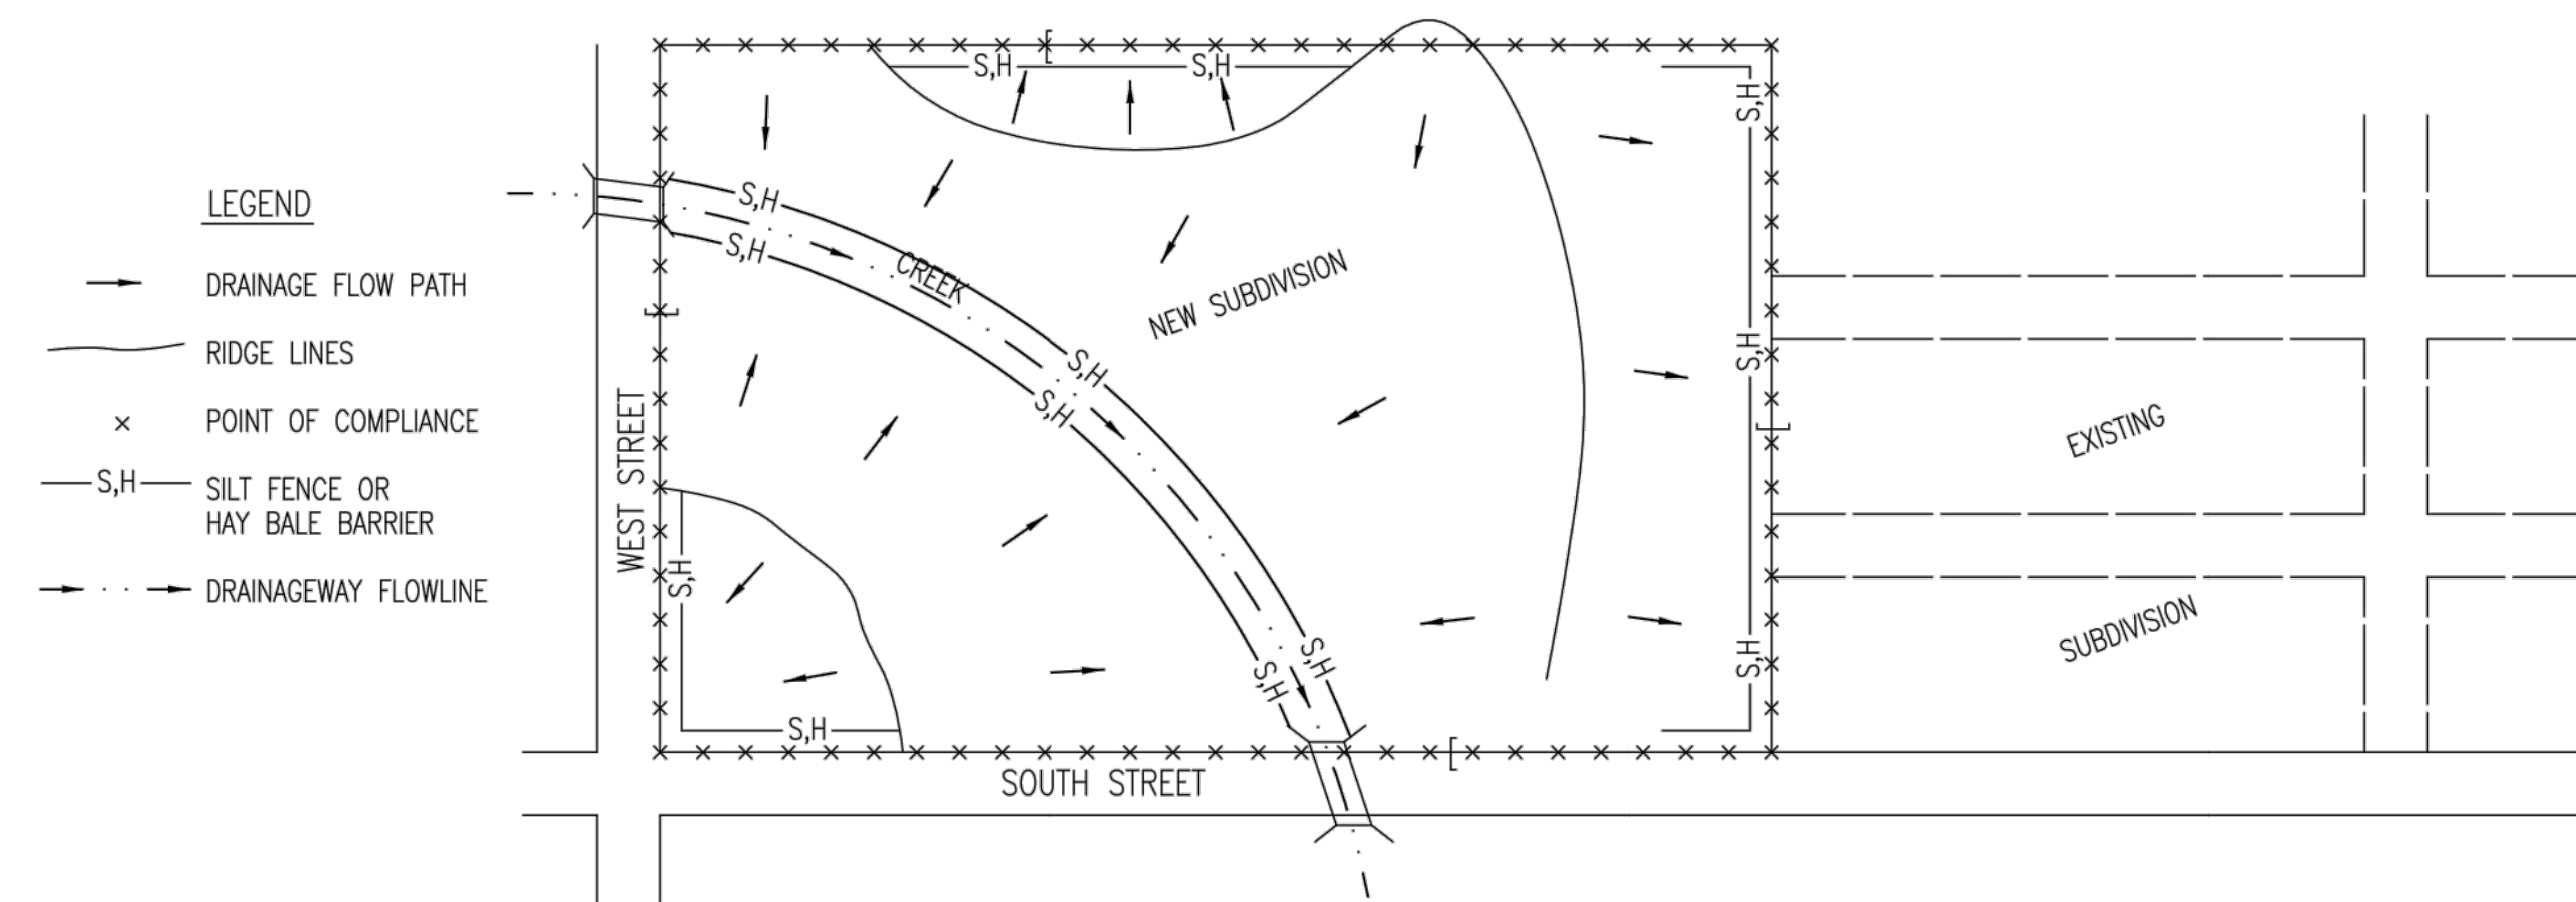 LEGEND
DRAINAGE FLOW PATH
RIDGE LINES
POINT OF COMPLIANCE
S,H
SILT FENCE OR
HAY BALE BARRIER
DRAINAGEWAY FLOWLINE
S,H
S,H
S,H
S,H
S,H
CREEK
NEW SUBDIVISION
S,H
S,H
S,H
WEST STREET
EXISTING
S,H
SUBDIVISION
S,H
S,H
S,H
S,H
SOUTH STREET